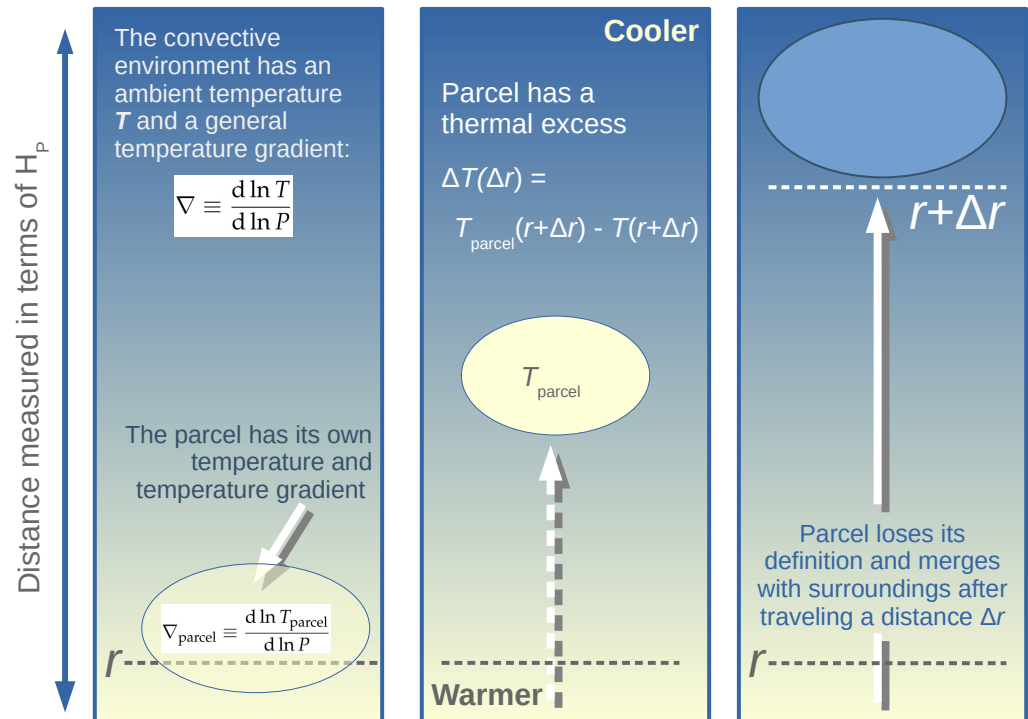 Distance measured in terms of H_P
The convective
environment has an
ambient temperature
T and a general
temperature gradient:
∇ ≡ d ln T / d ln P
The parcel has its own
temperature and
temperature gradient
∇_parcel ≡ d ln T_parcel / d ln P
r
Cooler
Parcel has a
thermal excess
ΔT(Δr) =
T_parcel(r+Δr) - T(r+Δr)
T_parcel
Warmer
r+Δr
Parcel loses its
definition and merges
with surroundings after
traveling a distance Δr
r